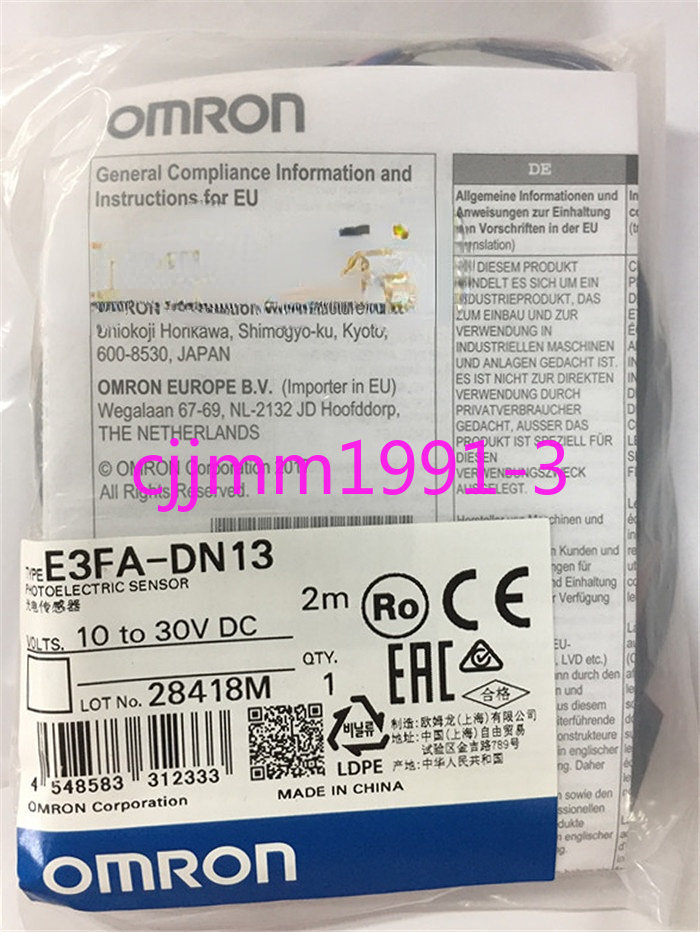 OMRON
General Compliance Information and
Instructions for EU
Shimogyo-ku, Kyoto,
600-8530, JAPAN
OMRON EUROPE B.V. (Importer in EU)
Wegalaan 67-69, NL-2132 JD Hoofddorp,
THE NETHERLANDS
© OMRON Corporation
All Rights Reserved.
DE
Allgemeine Informationen und
Anweisungen zur Einhaltung
Vorschriften in der EU
DIESEM PRODUKT
ES SICH UM EIN
INDUSTRIEPRODUKT, DAS
ZUM EINBAU UND ZUR
VERWENDUNG IN
INDUSTRIELLEN MASCHINEN
UND ANLAGEN GEDACHT IST.
ES IST NICHT ZUR DIREKTEN
VERWENDUNG DURCH
PRIVATVERBRAUCHER
GEDACHT, AUSSER DAS
PRODUKT IST SPEZIELL FÜR
DIESEN
VERWENDUNGSZWECK
cjjmm1991-3
TYPE E3FA-DN13
PHOTOELECTRIC SENSOR
光电传感器
2m
Ro
CE
VOLTS. 10 to 30V DC
EAC
QTY.
1
LOT No. 28418M
合格
4 548583 312333
비닐류
LDPE
制造: 欧姆龙(上海)有限公司
地址: 中国(上海)自由贸易
试验区金吉路789号
产地: 中华人民共和国
OMRON Corporation
MADE IN CHINA
OMRON